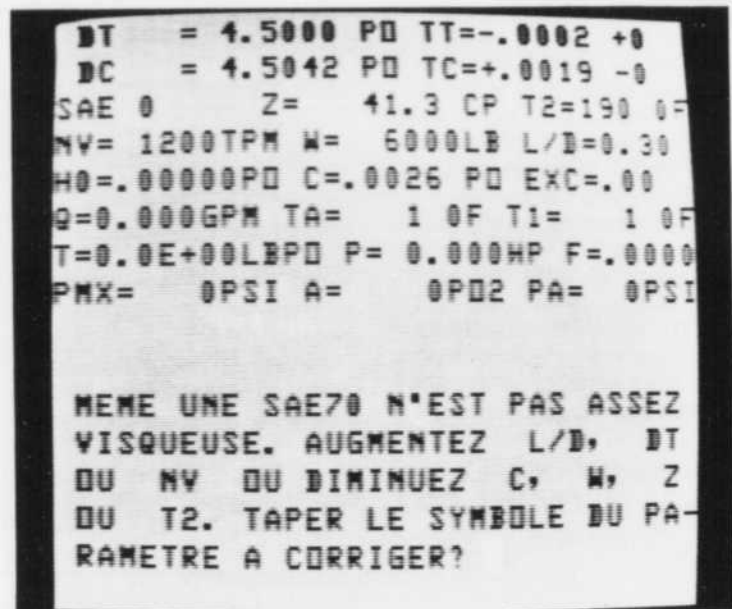 DT = 4.5000 PO TT=-.0002 +0
DC = 4.5042 PO TC=+.0019 -0
SAE 0 Z= 41.3 CP T2=190 0F
NV= 1200TPM W= 6000LB L/D=0.30
H0=.00000PO C=.0026 PO EXC=.00
Q=0.000GPM TA= 1 0F T1= 1 0F
T=0.0E+00LBPO P= 0.000HP F=.0000
PMX= 0PSI A= 0PO2 PA= 0PSI
MEME UNE SAE70 N'EST PAS ASSEZ
VISQUEUSE. AUGMENTEZ L/D, DT
OU NV OU DIMINUEZ C, W, Z
OU T2. TAPER LE SYMBOLE DU PA-
RAMETRE A CORRIGER?